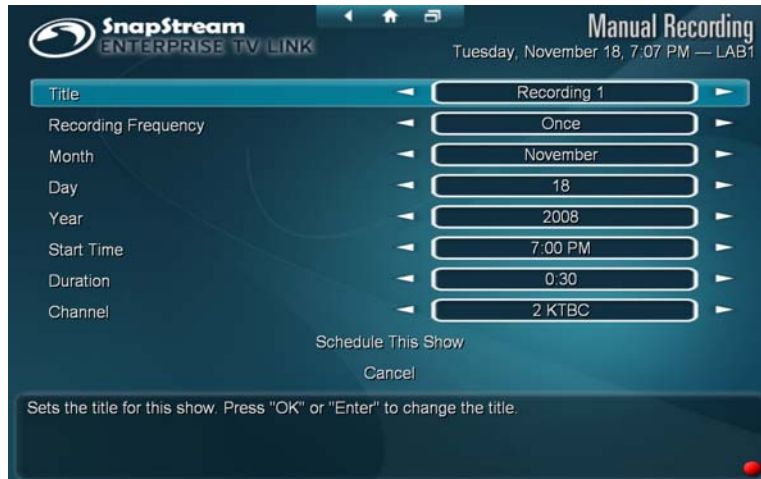 SnapStream
ENTERPRISE TV LINK
Manual Recording
Tuesday, November 18, 7:07 PM — LAB1
Title Recording 1
Recording Frequency Once
Month November
Day 18
Year 2008
Start Time 7:00 PM
Duration 0:30
Channel 2 KTBC
Schedule This Show
Cancel
Sets the title for this show. Press "OK" or "Enter" to change the title.